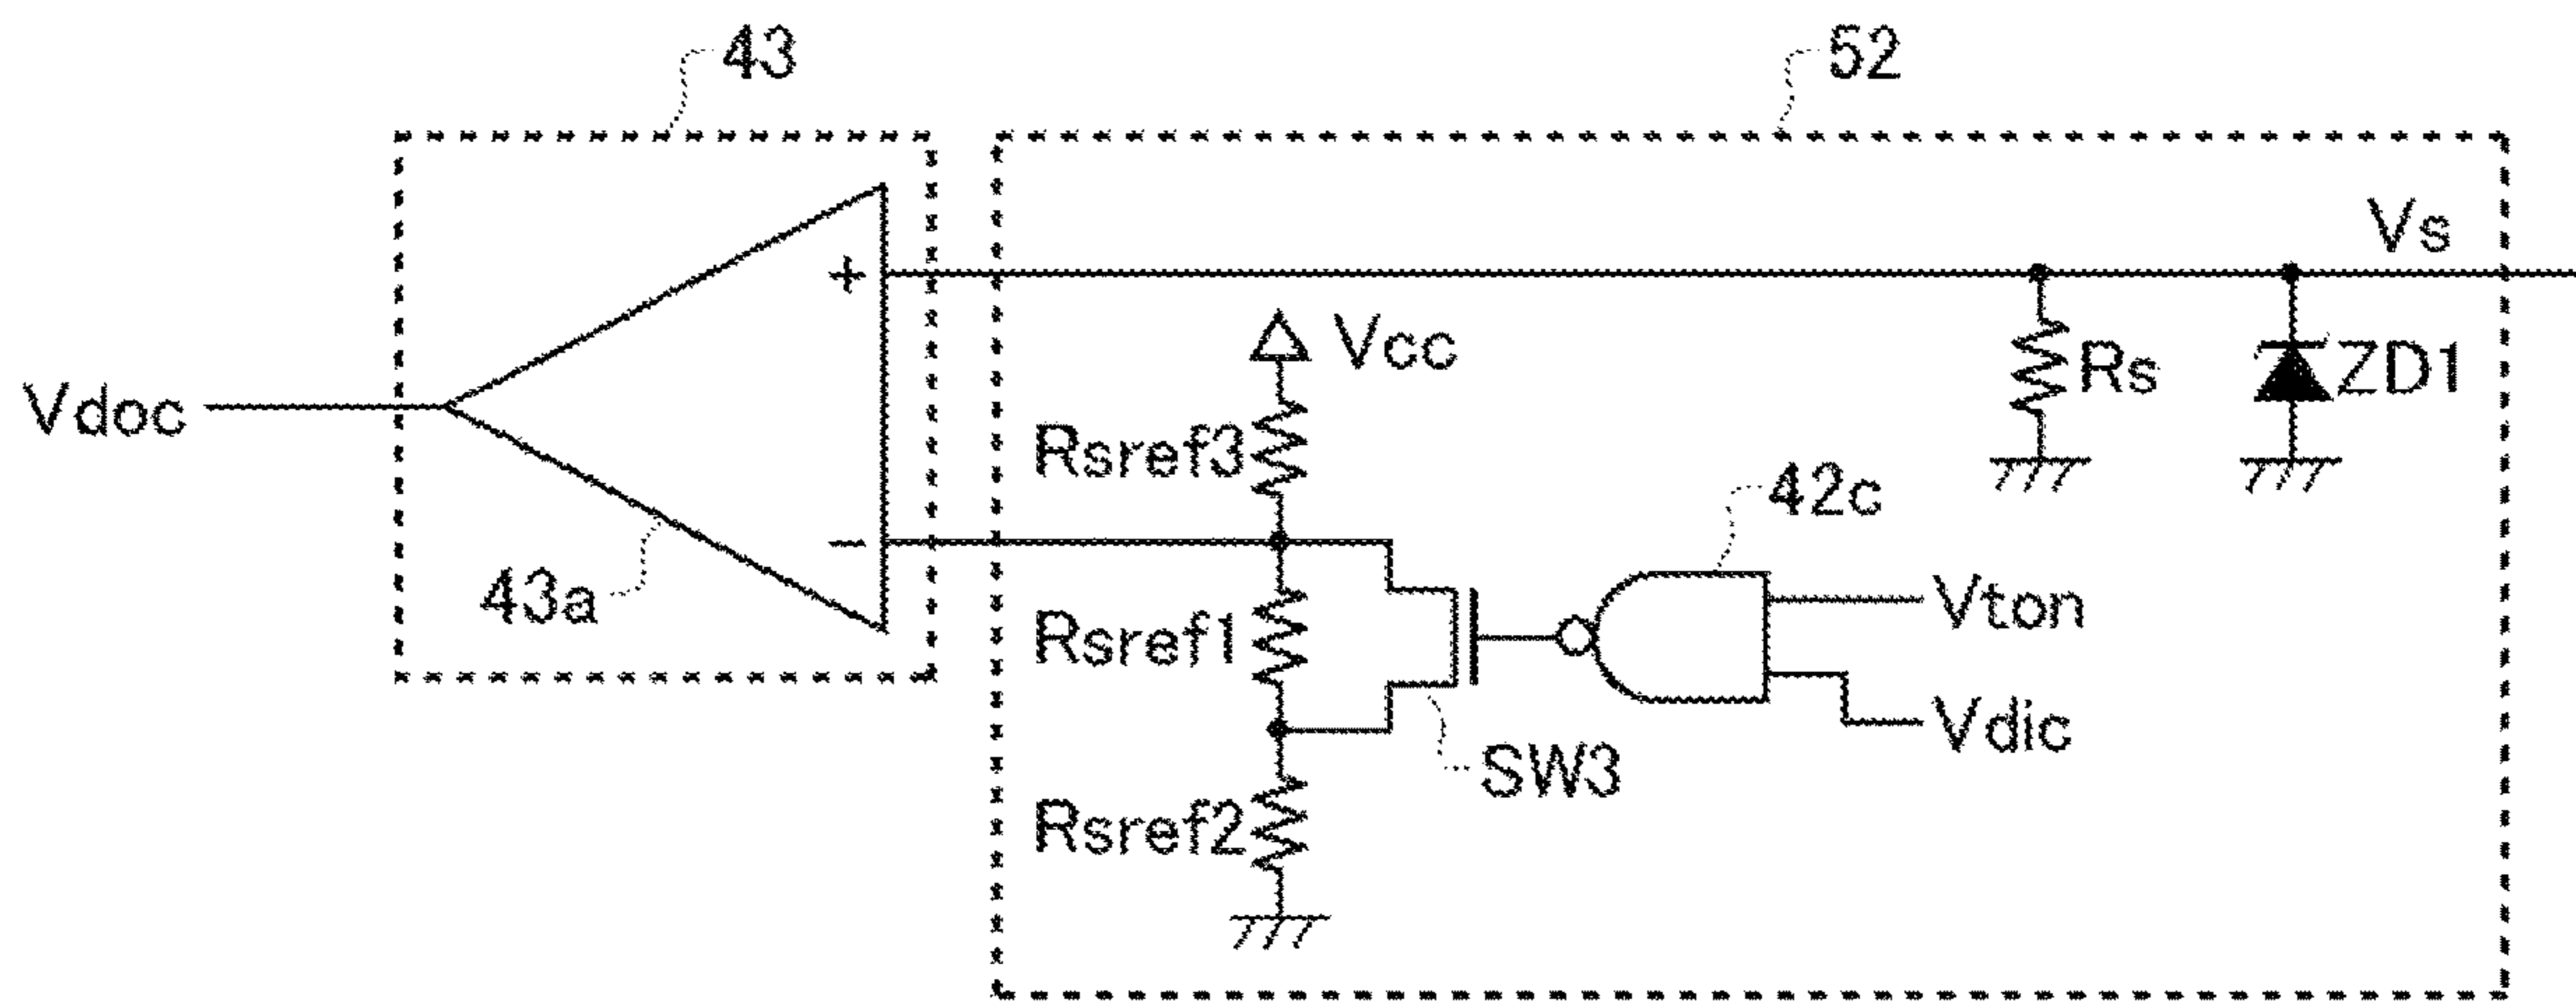 43
52
Vs
+
Vcc
Rs
ZD1
Vdoc
Rsref3
42c
−
43a
Vton
Rsref1
Vdic
SW3
Rsref2